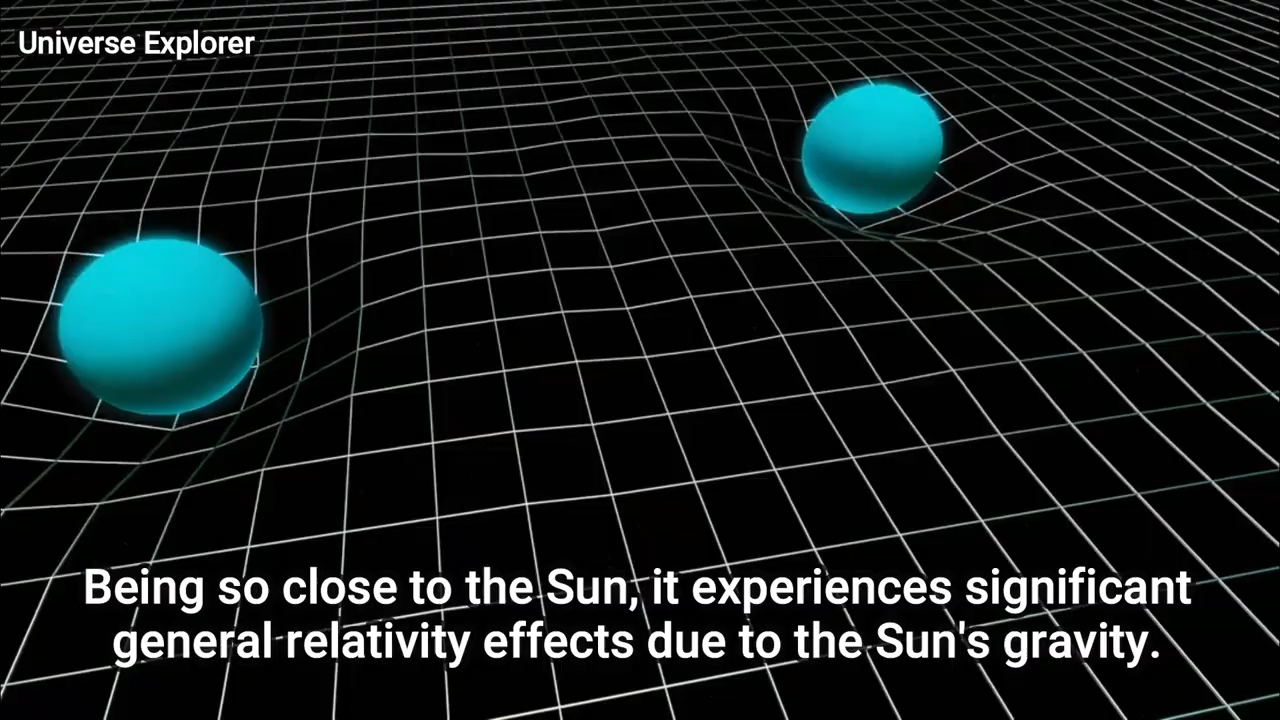 Universe Explorer
Being so close to the Sun, it experiences significant
general relativity effects due to the Sun's gravity.